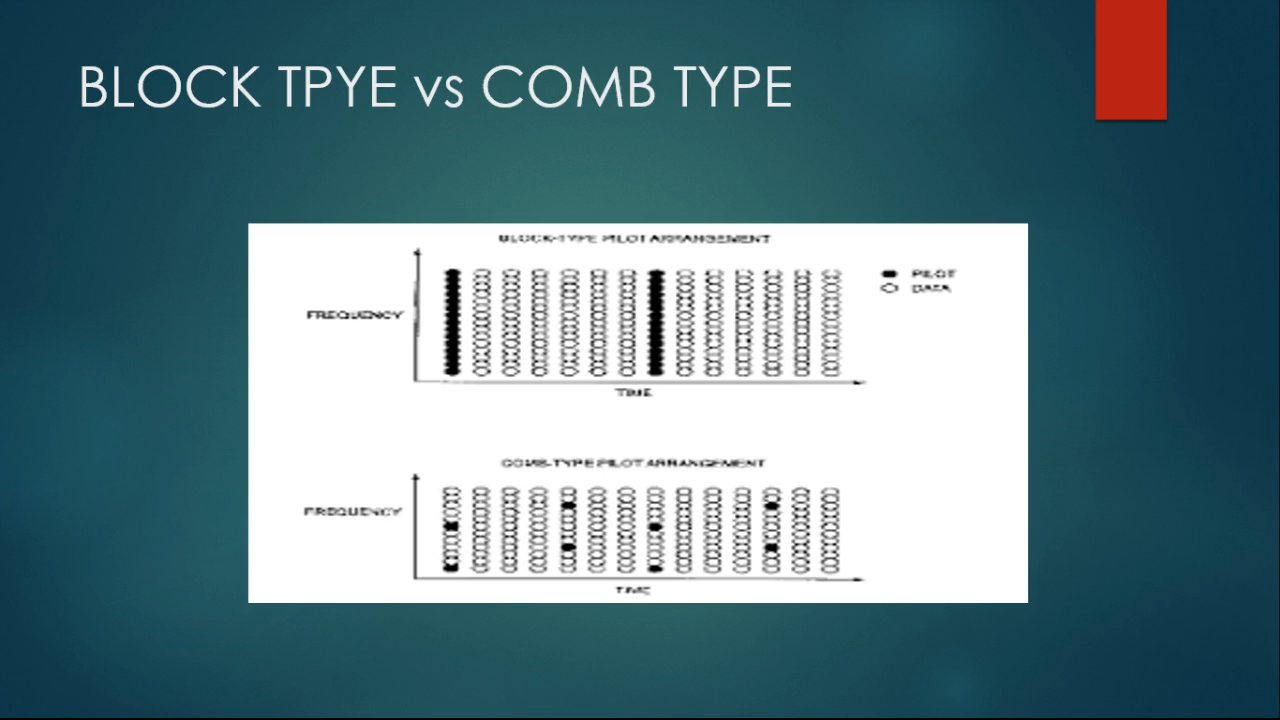 BLOCK TPYE vs COMB TYPE
BLOCK-TYPE PILOT ARRANGEMENT
PILOT
DATA
FREQUENCY
TIME
COMB-TYPE PILOT ARRANGEMENT
FREQUENCY
TIME